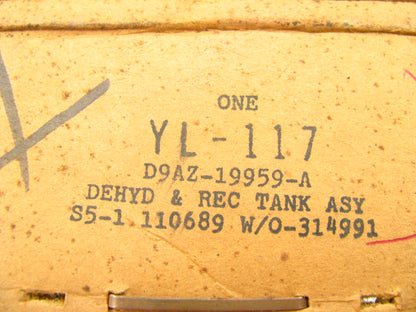 ONE
YL-117
D9AZ-19959-A
DEHYD & REC TANK ASY
S5-1 110689 W/O-314991